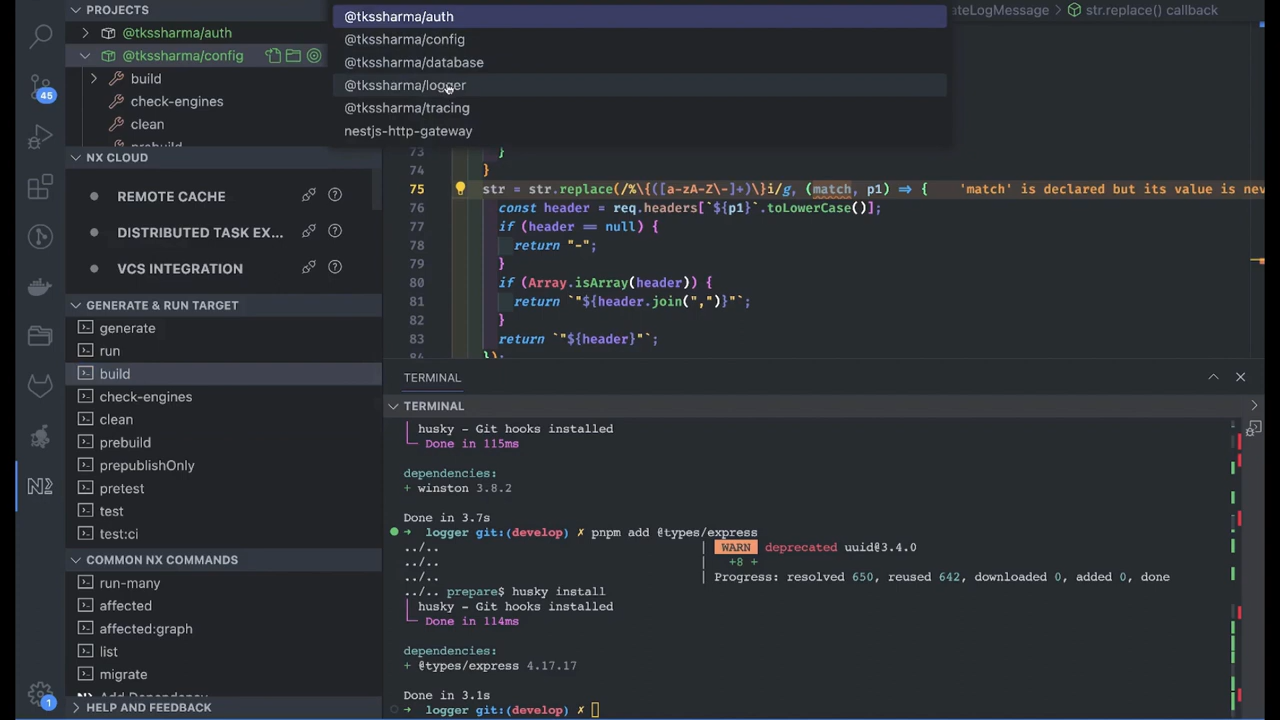 PROJECTS
@tkssharma/auth
@tkssharma/config
build
check-engines
clean
NX CLOUD
REMOTE CACHE
DISTRIBUTED TASK EX...
VCS INTEGRATION
GENERATE & RUN TARGET
generate
run
build
check-engines
clean
prebuild
prepublishOnly
pretest
test
test:ci
COMMON NX COMMANDS
run-many
affected
affected:graph
list
migrate
HELP AND FEEDBACK
45
1
@tkssharma/auth
@tkssharma/config
@tkssharma/database
@tkssharma/logger
@tkssharma/tracing
nestjs-http-gateway
ateLogMessage > str.replace() callback
73 }
74 }
75 str = str.replace(/%\{([a-zA-Z\-]+)\}i/g, (match, p1) => { 'match' is declared but its value is nev
76 const header = req.headers[`${p1}`.toLowerCase()];
77 if (header == null) {
78 return "-";
79 }
80 if (Array.isArray(header)) {
81 return `"${header.join(",")}"`;
82 }
83 return `"${header}"`;
84 });
TERMINAL
TERMINAL
husky - Git hooks installed
Done in 115ms
dependencies:
+ winston 3.8.2
Done in 3.7s
→ logger git:(develop) ✗ pnpm add @types/express
../.. | WARN deprecated uuid@3.4.0
../.. | +8 +
../.. | Progress: resolved 650, reused 642, downloaded 0, added 0, done
../.. prepare$ husky install
husky - Git hooks installed
Done in 114ms
dependencies:
+ @types/express 4.17.17
Done in 3.1s
→ logger git:(develop) ✗